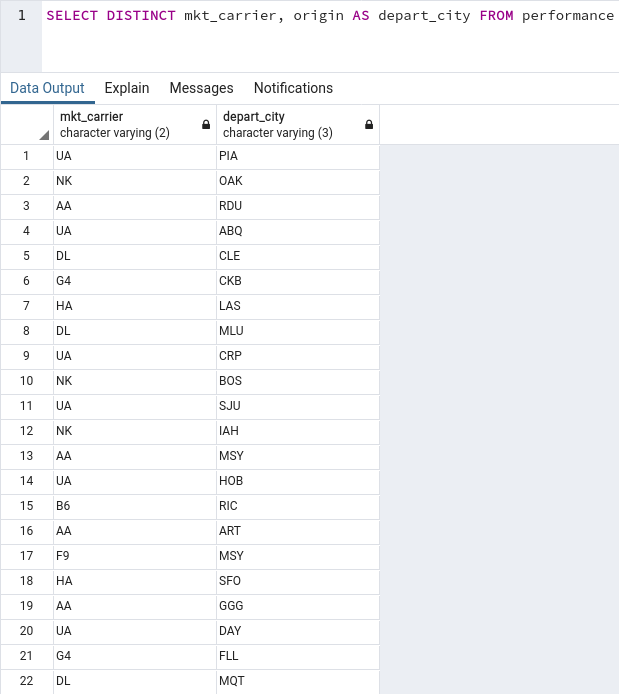 1 SELECT DISTINCT mkt_carrier, origin AS depart_city FROM performance
Data Output Explain Messages Notifications
mkt_carrier depart_city
character varying (2) character varying (3)
1 UA PIA
2 NK OAK
3 AA RDU
4 UA ABQ
5 DL CLE
6 G4 CKB
7 HA LAS
8 DL MLU
9 UA CRP
10 NK BOS
11 UA SJU
12 NK IAH
13 AA MSY
14 UA HOB
15 B6 RIC
16 AA ART
17 F9 MSY
18 HA SFO
19 AA GGG
20 UA DAY
21 G4 FLL
22 DL MQT